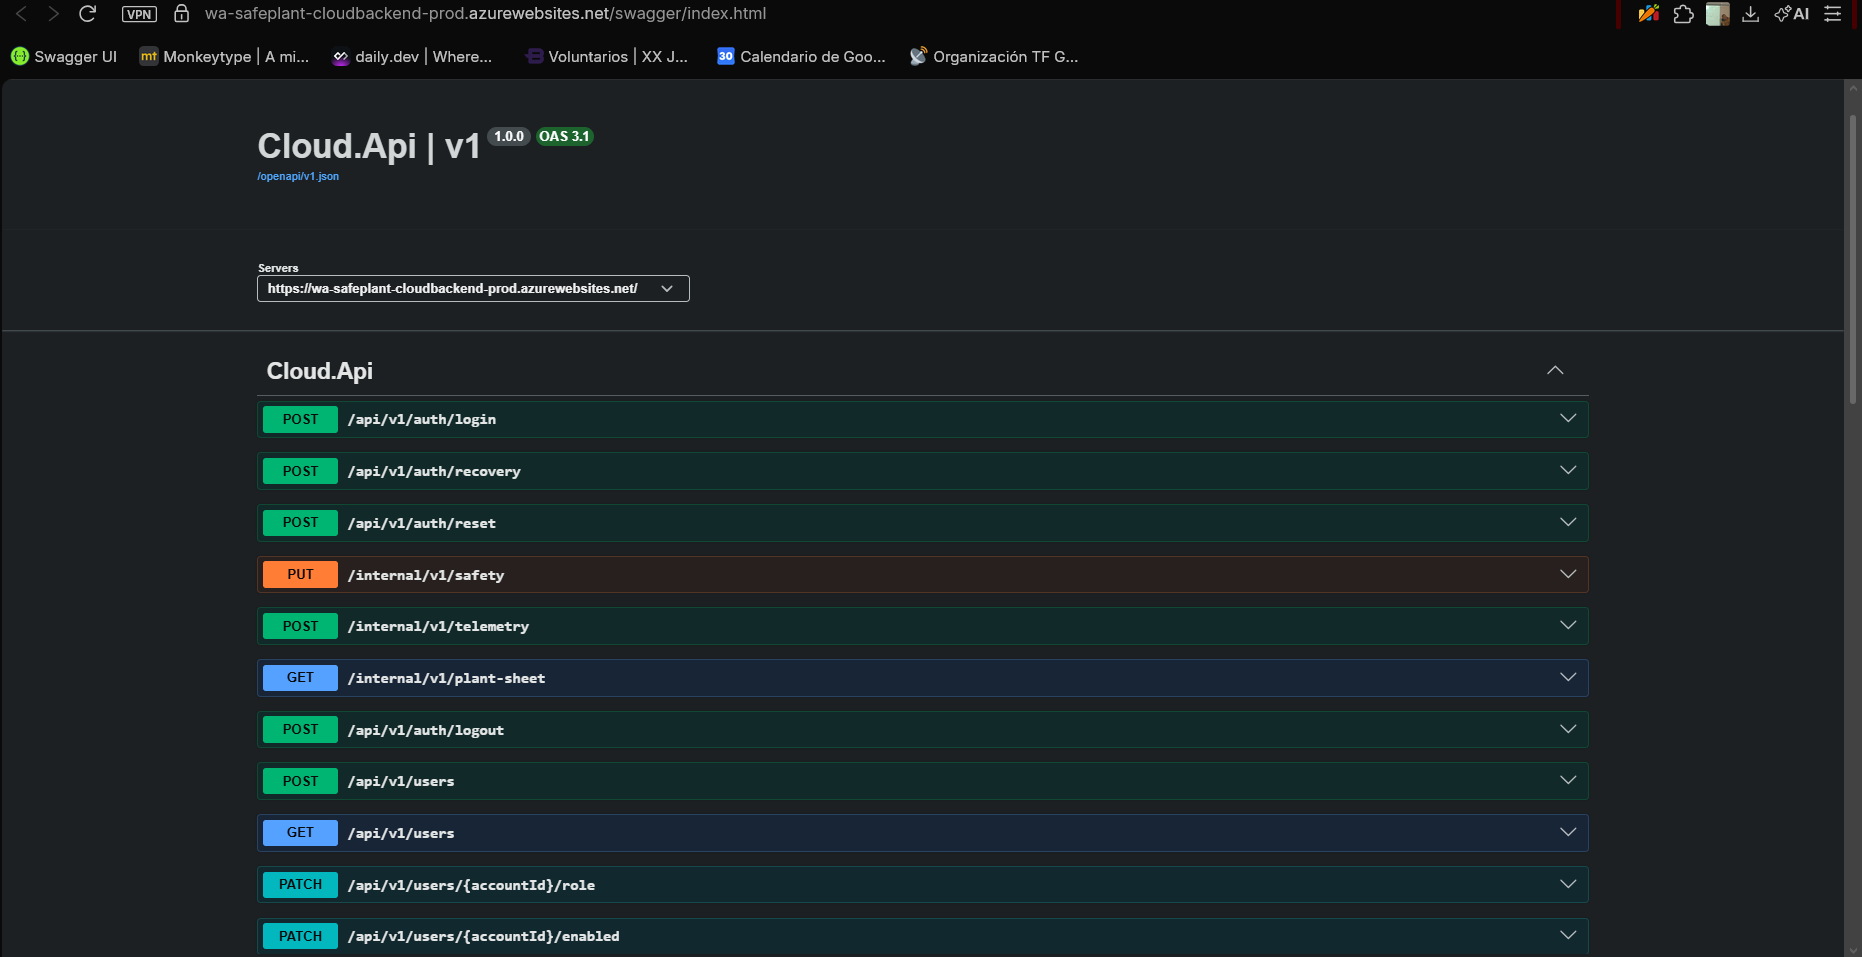 VPN wa-safeplant-cloudbackend-prod.azurewebsites.net/swagger/index.html AI
Swagger UI mt Monkeytype | A mi... daily.dev | Where... Voluntarios | XX J... 30 Calendario de Goo... Organización TF G...
Cloud.Api | v1 1.0.0 OAS 3.1
/openapi/v1.json
Servers
https://wa-safeplant-cloudbackend-prod.azurewebsites.net/
Cloud.Api
POST /api/v1/auth/login
POST /api/v1/auth/recovery
POST /api/v1/auth/reset
PUT /internal/v1/safety
POST /internal/v1/telemetry
GET /internal/v1/plant-sheet
POST /api/v1/auth/logout
POST /api/v1/users
GET /api/v1/users
PATCH /api/v1/users/{accountId}/role
PATCH /api/v1/users/{accountId}/enabled